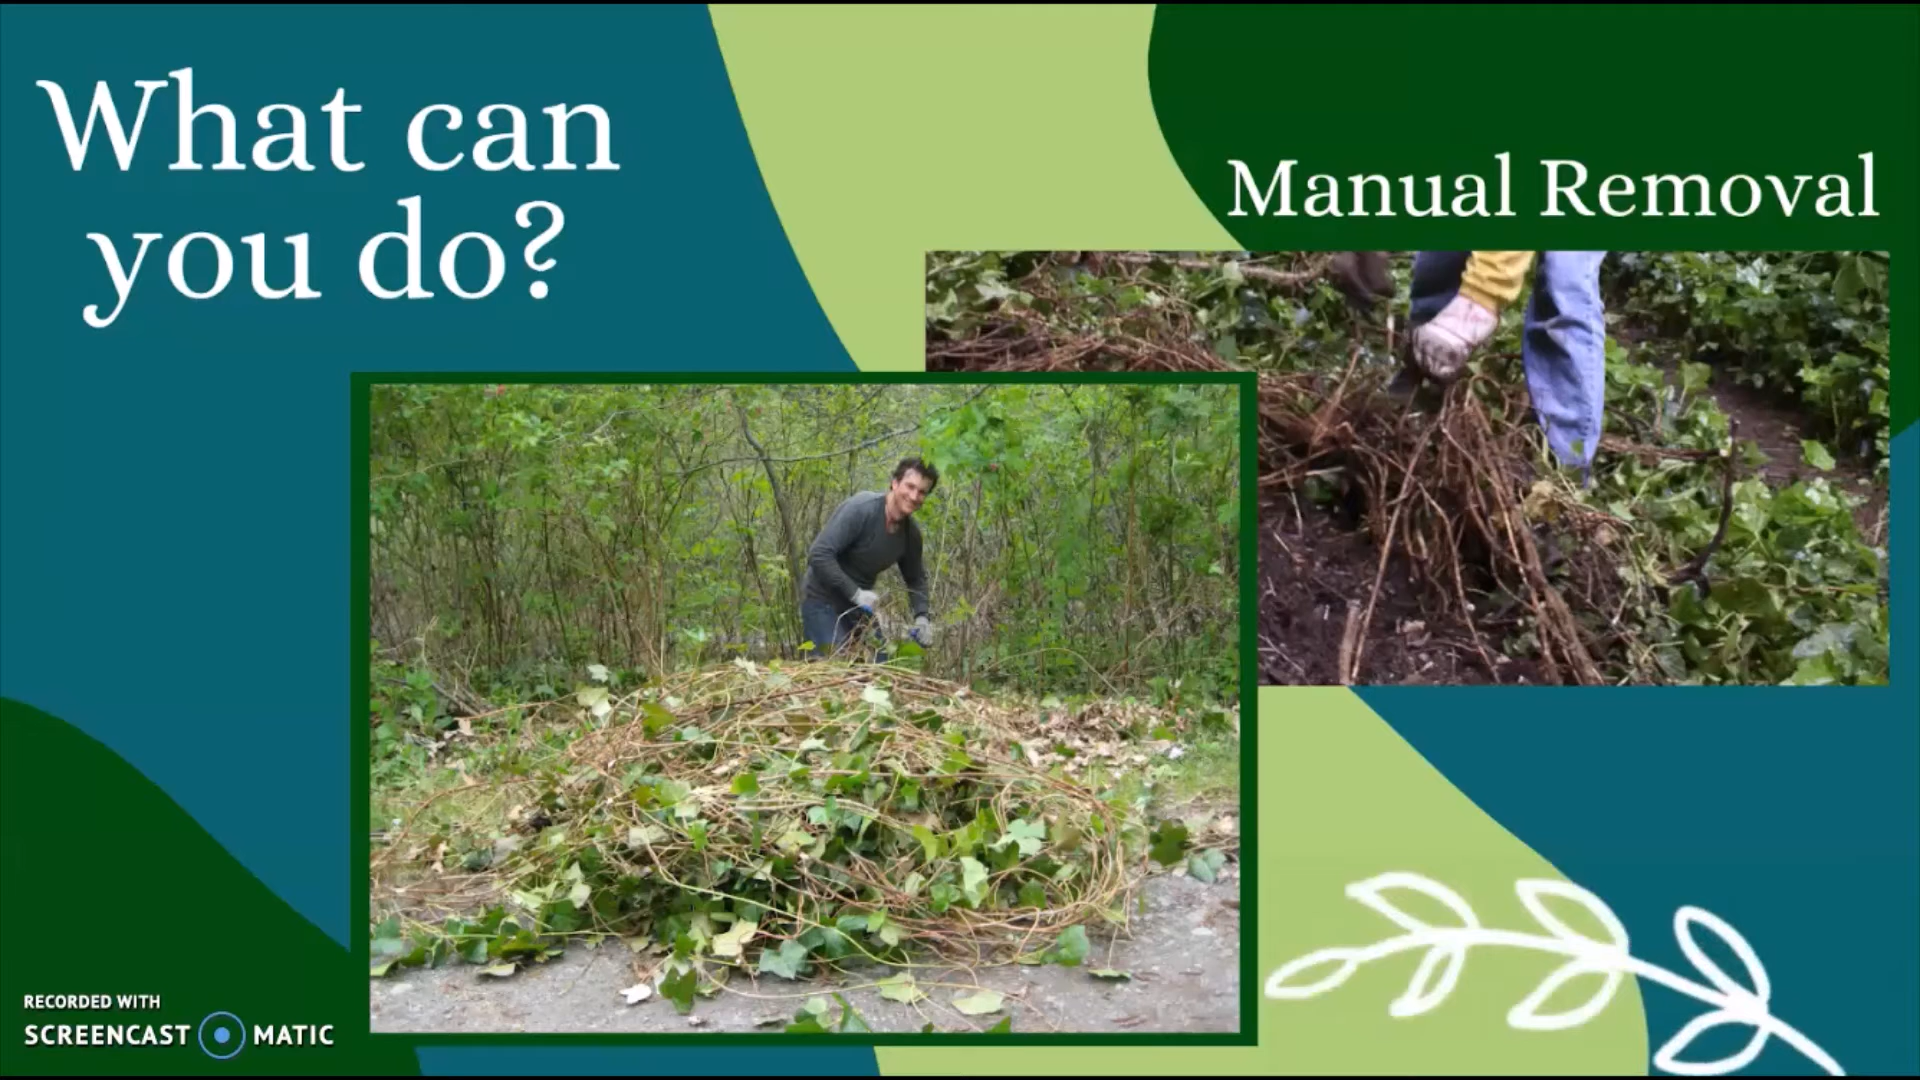 What can
you do?
Manual Removal
RECORDED WITH
SCREENCAST MATIC